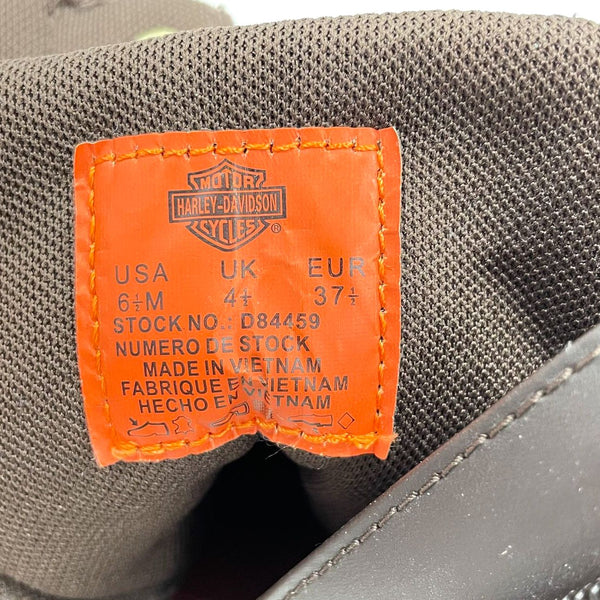 MOTOR
HARLEY-DAVIDSON
CYCLES
®
USA UK EUR
6½M 4½ 37½
STOCK NO.: D84459
NUMERO DE STOCK
MADE IN VIETNAM
FABRIQUE EN VIETNAM
HECHO EN VIETNAM